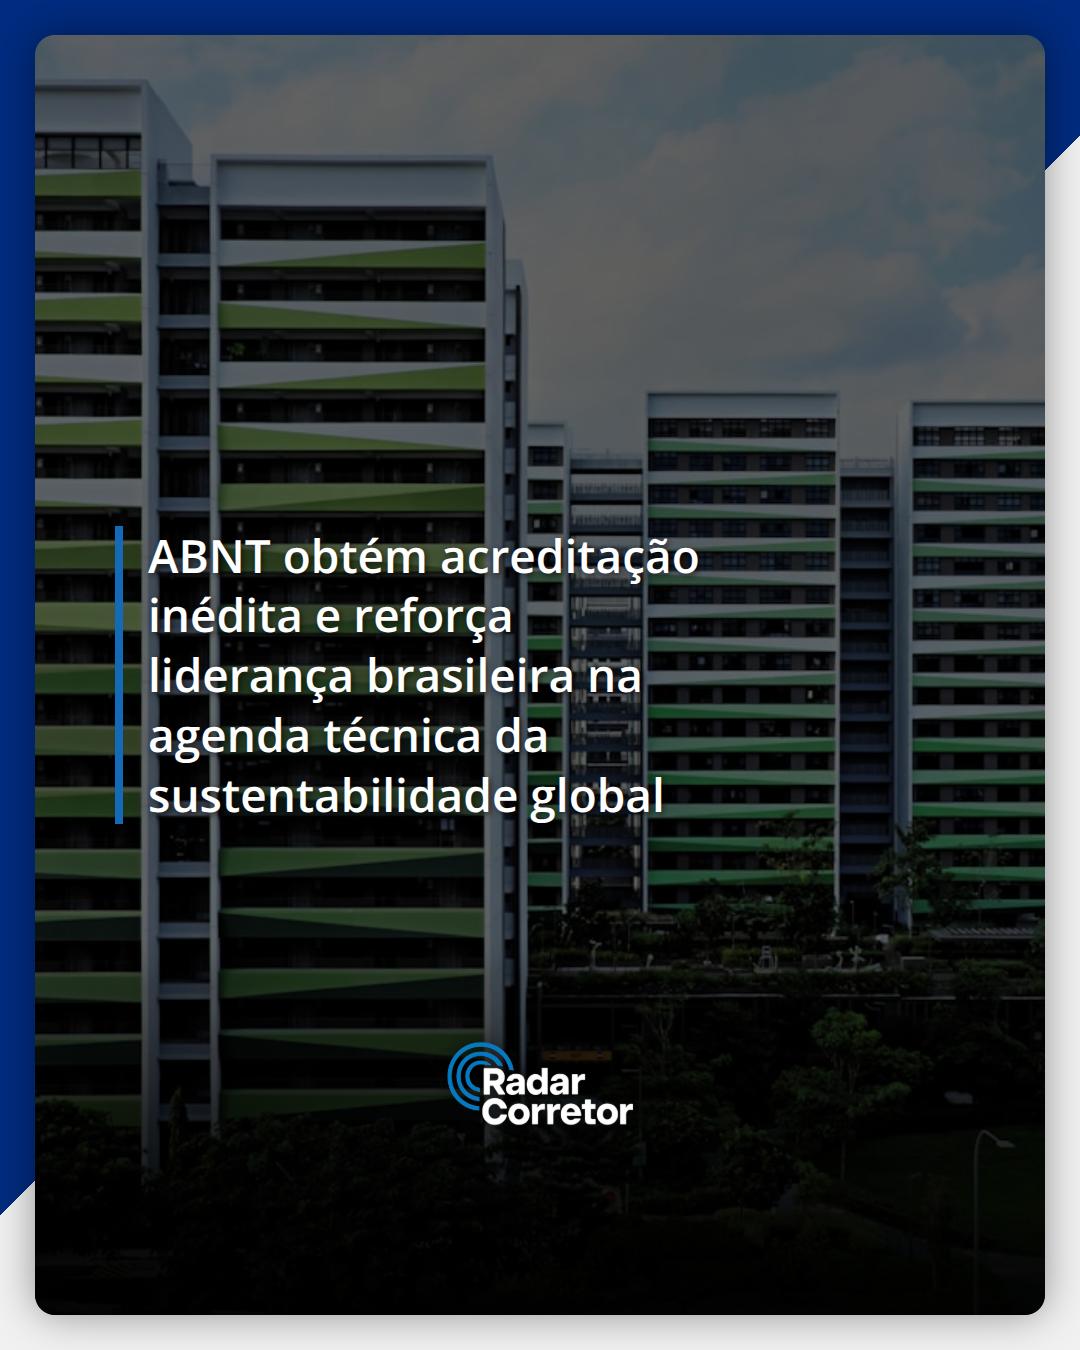 ABNT obtém acreditação
inédita e reforça
liderança brasileira na
agenda técnica da
sustentabilidade global
Radar
Corretor